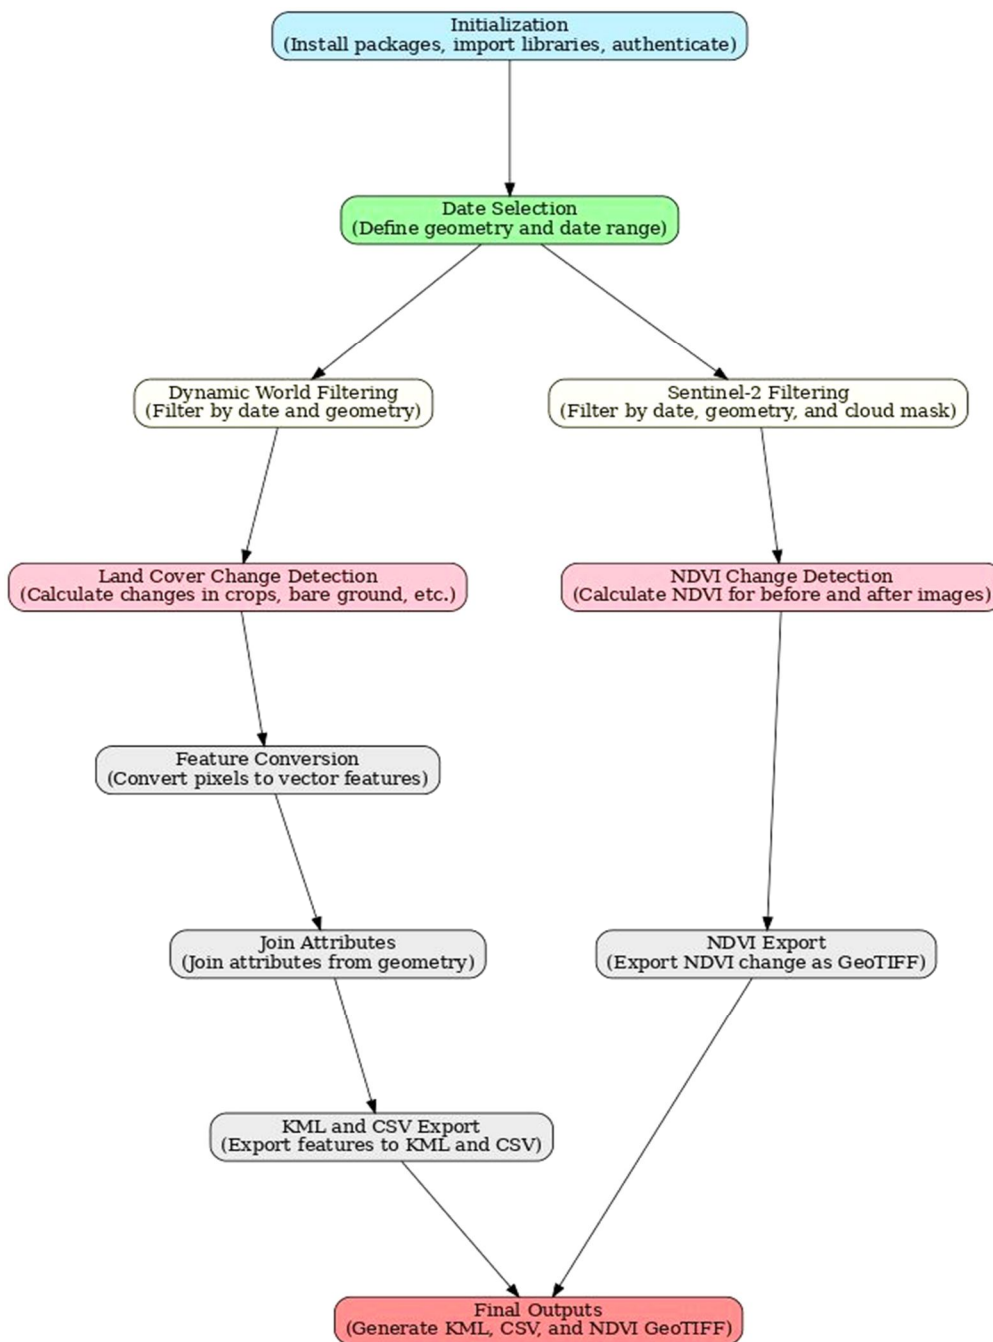 Initialization
(Install packages, import libraries, authenticate)
Date Selection
(Define geometry and date range)
Dynamic World Filtering
(Filter by date and geometry)
Sentinel-2 Filtering
(Filter by date, geometry, and cloud mask)
Land Cover Change Detection
(Calculate changes in crops, bare ground, etc.)
NDVI Change Detection
(Calculate NDVI for before and after images)
Feature Conversion
(Convert pixels to vector features)
Join Attributes
(Join attributes from geometry)
NDVI Export
(Export NDVI change as GeoTIFF)
KML and CSV Export
(Export features to KML and CSV)
Final Outputs
(Generate KML, CSV, and NDVI GeoTIFF)